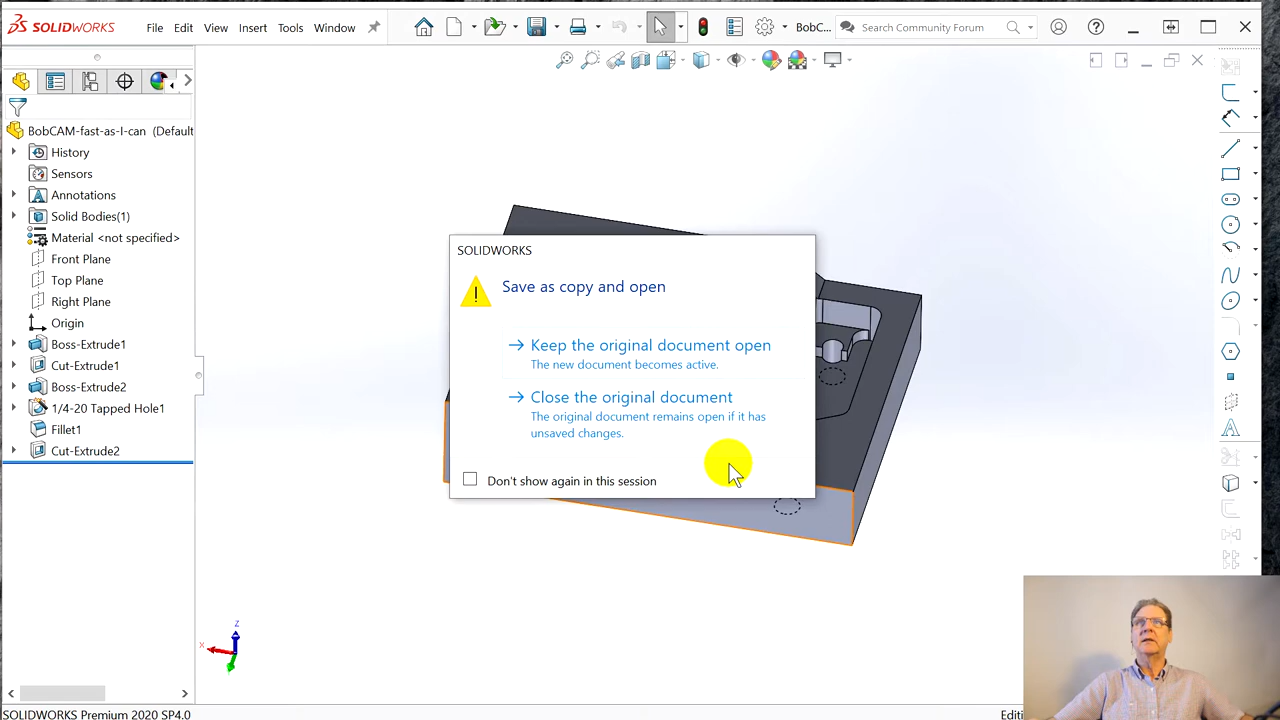 SOLIDWORKS File Edit View Insert Tools Window BobC... Search Community Forum
BobCAM-fast-as-I-can (Default
History
Sensors
Annotations
Solid Bodies(1)
Material <not specified>
Front Plane
Top Plane
Right Plane
Origin
Boss-Extrude1
Cut-Extrude1
Boss-Extrude2
1/4-20 Tapped Hole1
Fillet1
Cut-Extrude2
SOLIDWORKS
Save as copy and open
Keep the original document open
The new document becomes active.
Close the original document
The original document remains open if it has
unsaved changes.
Don't show again in this session
Z
X
SOLIDWORKS Premium 2020 SP4.0
Editi